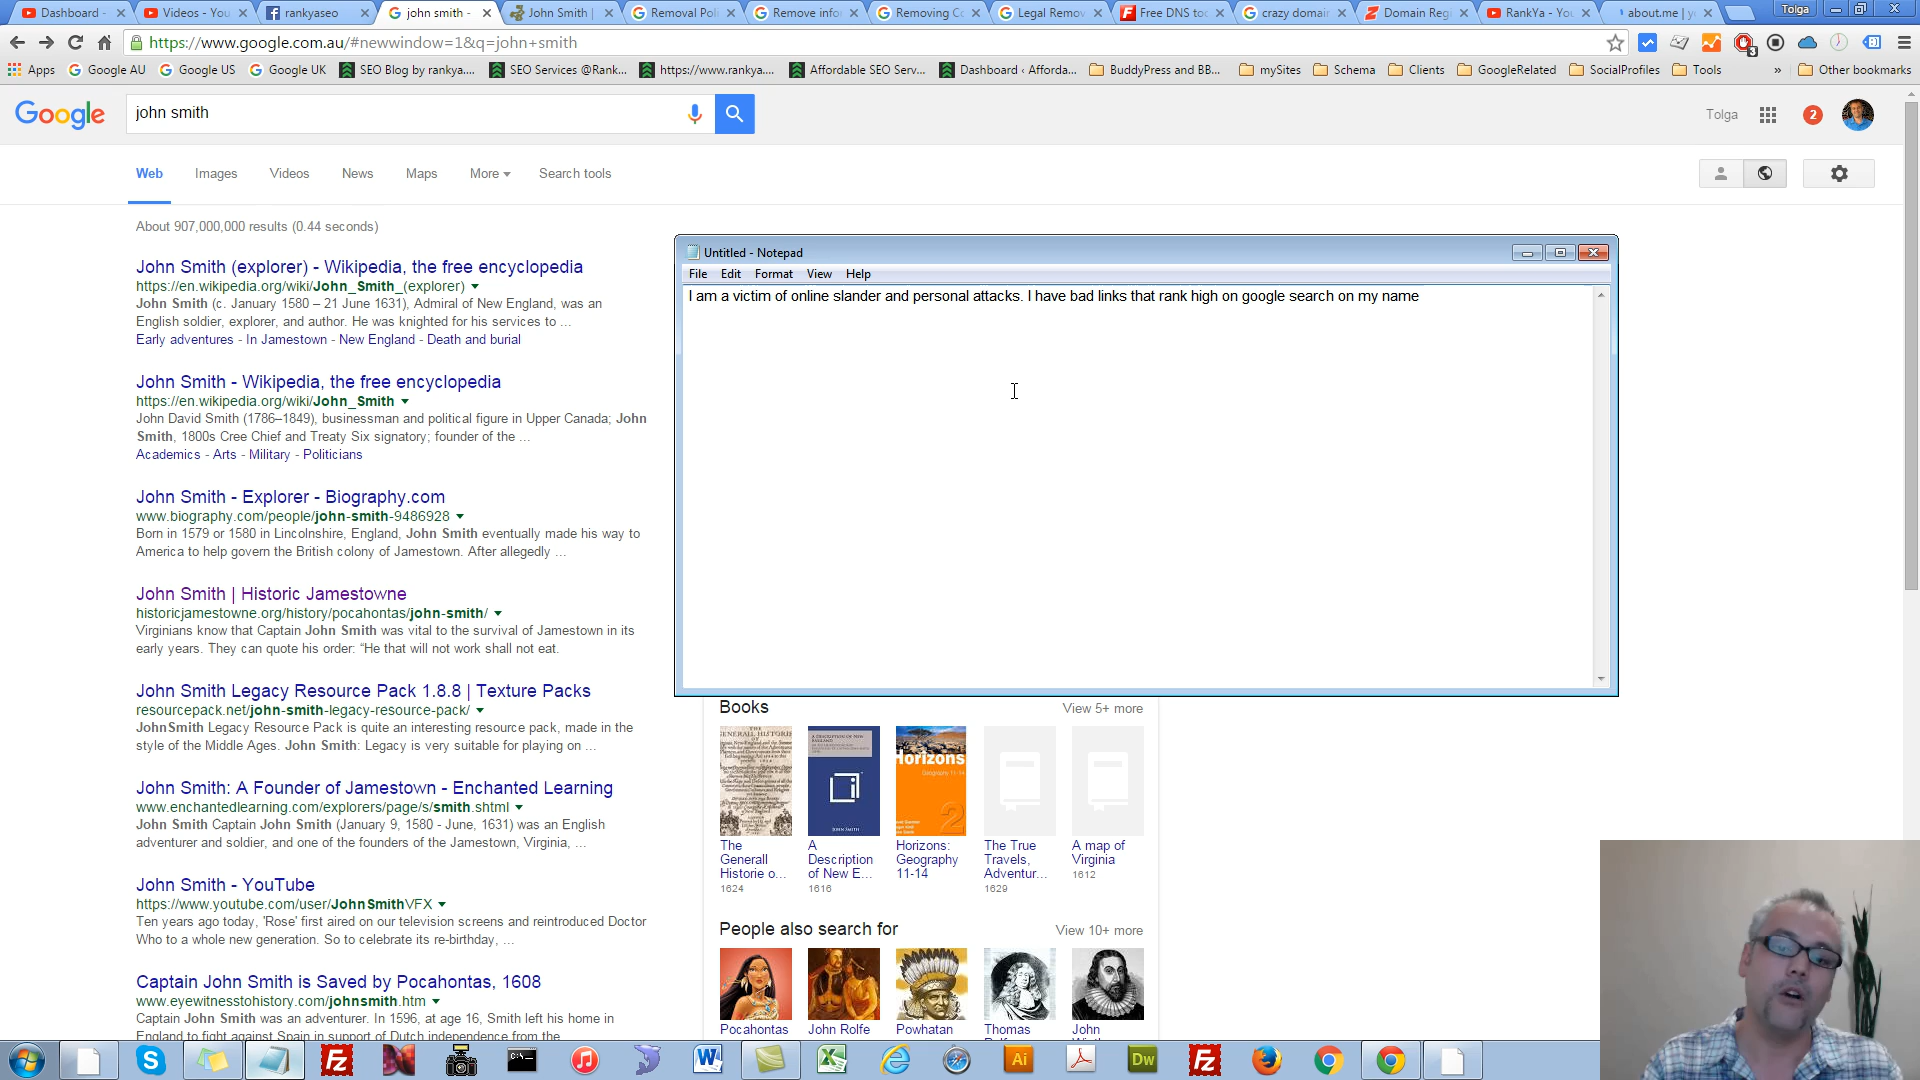 Dashboard -
Videos - You
rankyaseo
john smith -
John Smith |
Removal Poli
Remove info
Removing Co
Legal Remov
Free DNS too
crazy domain
Domain Reg
RankYa - You
about.me | y
Tolga
https://www.google.com.au/#newwindow=1&q=john+smith
3
Apps
Google AU
Google US
Google UK
SEO Blog by rankya....
SEO Services @Rank...
https://www.rankya....
Affordable SEO Serv...
Dashboard ‹ Afforda...
BuddyPress and BB...
mySites
Schema
Clients
GoogleRelated
SocialProfiles
Tools
»
Other bookmarks
Google
john smith
Tolga
2
Web
Images
Videos
News
Maps
More
Search tools
About 907,000,000 results (0.44 seconds)
John Smith (explorer) - Wikipedia, the free encyclopedia
https://en.wikipedia.org/wiki/John_Smith_(explorer)
John Smith (c. January 1580 – 21 June 1631), Admiral of New England, was an
English soldier, explorer, and author. He was knighted for his services to ...
Early adventures - In Jamestown - New England - Death and burial
John Smith - Wikipedia, the free encyclopedia
https://en.wikipedia.org/wiki/John_Smith
John David Smith (1786–1849), businessman and political figure in Upper Canada; John
Smith, 1800s Cree Chief and Treaty Six signatory; founder of the ...
Academics - Arts - Military - Politicians
John Smith - Explorer - Biography.com
www.biography.com/people/john-smith-9486928
Born in 1579 or 1580 in Lincolnshire, England, John Smith eventually made his way to
America to help govern the British colony of Jamestown. After allegedly ...
John Smith | Historic Jamestowne
historicjamestowne.org/history/pocahontas/john-smith/
Virginians know that Captain John Smith was vital to the survival of Jamestown in its
early years. They can quote his order: "He that will not work shall not eat.
John Smith Legacy Resource Pack 1.8.8 | Texture Packs
resourcepack.net/john-smith-legacy-resource-pack/
JohnSmith Legacy Resource Pack is quite an interesting resource pack, made in the
style of the Middle Ages. John Smith: Legacy is very suitable for playing on ...
John Smith: A Founder of Jamestown - Enchanted Learning
www.enchantedlearning.com/explorers/page/s/smith.shtml
John Smith Captain John Smith (January 9, 1580 - June, 1631) was an English
adventurer and soldier, and one of the founders of the Jamestown, Virginia, ...
John Smith - YouTube
https://www.youtube.com/user/JohnSmithVFX
Ten years ago today, 'Rose' first aired on our television screens and reintroduced Doctor
Who to a whole new generation. So to celebrate its re-birthday, ...
Captain John Smith is Saved by Pocahontas, 1608
www.eyewitnesstohistory.com/johnsmith.htm
Captain John Smith was an adventurer. In 1596, at age 16, Smith left his home in
England to fight against Spain in support of Dutch independence from the
Untitled - Notepad
File
Edit
Format
View
Help
I am a victim of online slander and personal attacks. I have bad links that rank high on google search on my name
Books
View 5+ more
Horizons
2
The
Generall
Historie o...
1624
A
Description
of New E...
1616
Horizons:
Geography
11-14
The True
Travels,
Adventur...
1629
A map of
Virginia
1612
People also search for
View 10+ more
Pocahontas
John Rolfe
Powhatan
Thomas
John
Fz
C:\
W
X
Ai
Dw
Fz